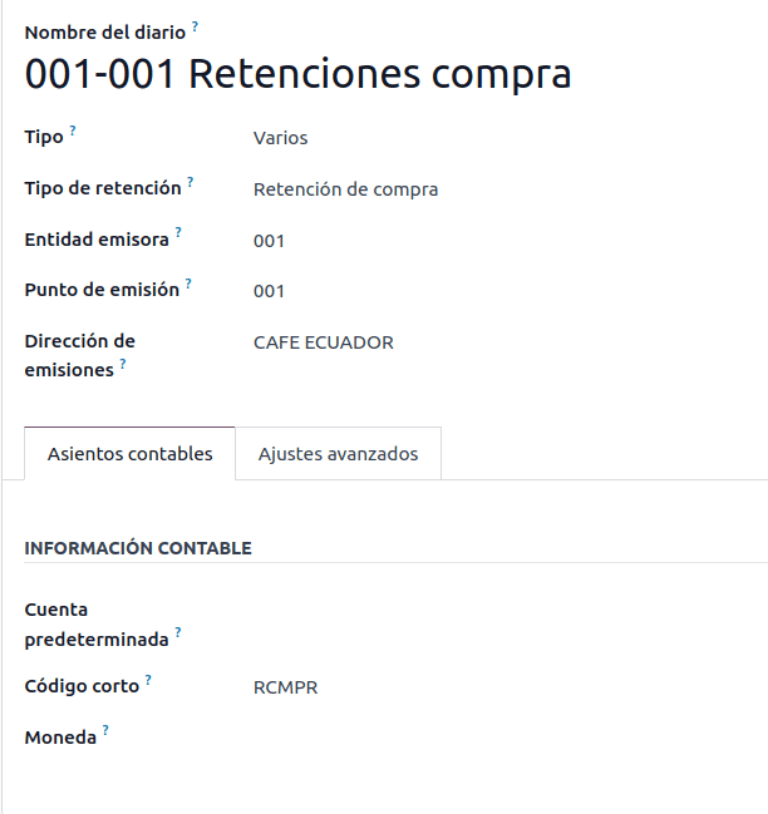 Nombre del diario ?
001-001 Retenciones compra
Tipo ? Varios
Tipo de retención ? Retención de compra
Entidad emisora ? 001
Punto de emisión ? 001
Dirección de CAFE ECUADOR
emisiones ?
Asientos contables Ajustes avanzados
INFORMACIÓN CONTABLE
Cuenta
predeterminada ?
Código corto ? RCMPR
Moneda ?